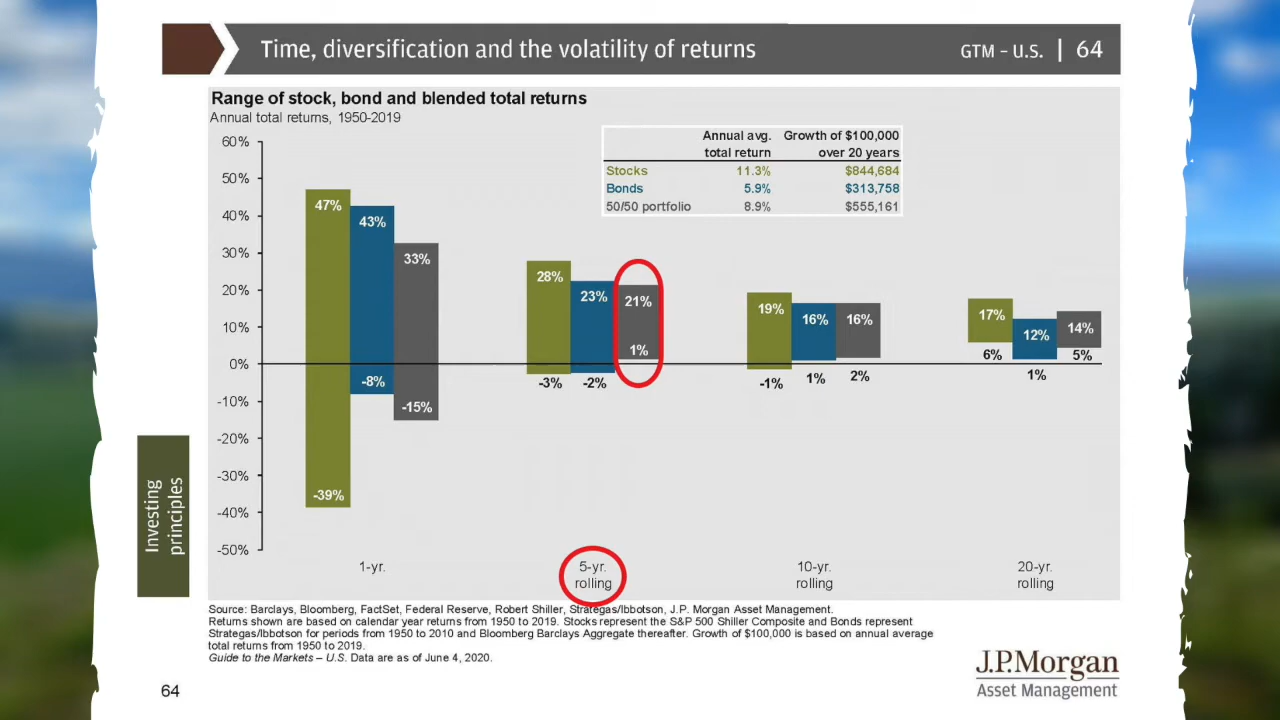 Time, diversification and the volatility of returns
GTM – U.S. | 64
Range of stock, bond and blended total returns
Annual total returns, 1950-2019
Annual avg. Growth of $100,000
total return over 20 years
Stocks 11.3% $844,684
Bonds 5.9% $313,758
50/50 portfolio 8.9% $555,161
60%
50%
40%
30%
20%
10%
0%
-10%
-20%
-30%
-40%
-50%
47%
43%
33%
-8%
-15%
-39%
28%
23%
21%
1%
-3%
-2%
19%
16%
16%
-1%
1%
2%
17%
12%
14%
6%
5%
1%
1-yr.
5-yr.
rolling
10-yr.
rolling
20-yr.
rolling
Investing
principles
Source: Barclays, Bloomberg, FactSet, Federal Reserve, Robert Shiller, Strategas/Ibbotson, J.P. Morgan Asset Management.
Returns shown are based on calendar year returns from 1950 to 2019. Stocks represent the S&P 500 Shiller Composite and Bonds represent
Strategas/Ibbotson for periods from 1950 to 2010 and Bloomberg Barclays Aggregate thereafter. Growth of $100,000 is based on annual average
total returns from 1950 to 2019.
Guide to the Markets – U.S. Data are as of June 4, 2020.
64
J.P.Morgan
Asset Management